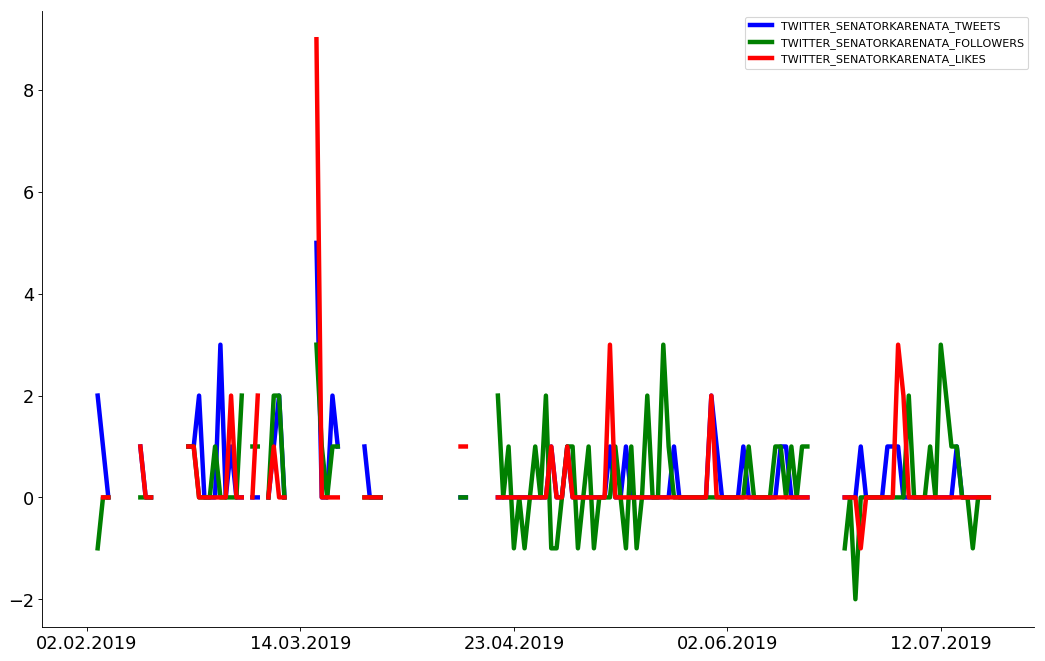 TWITTER_SENATORKARENATA_TWEETS
TWITTER_SENATORKARENATA_FOLLOWERS
TWITTER_SENATORKARENATA_LIKES
8
6
4
2
0
−2
02.02.2019 14.03.2019 23.04.2019 02.06.2019 12.07.2019